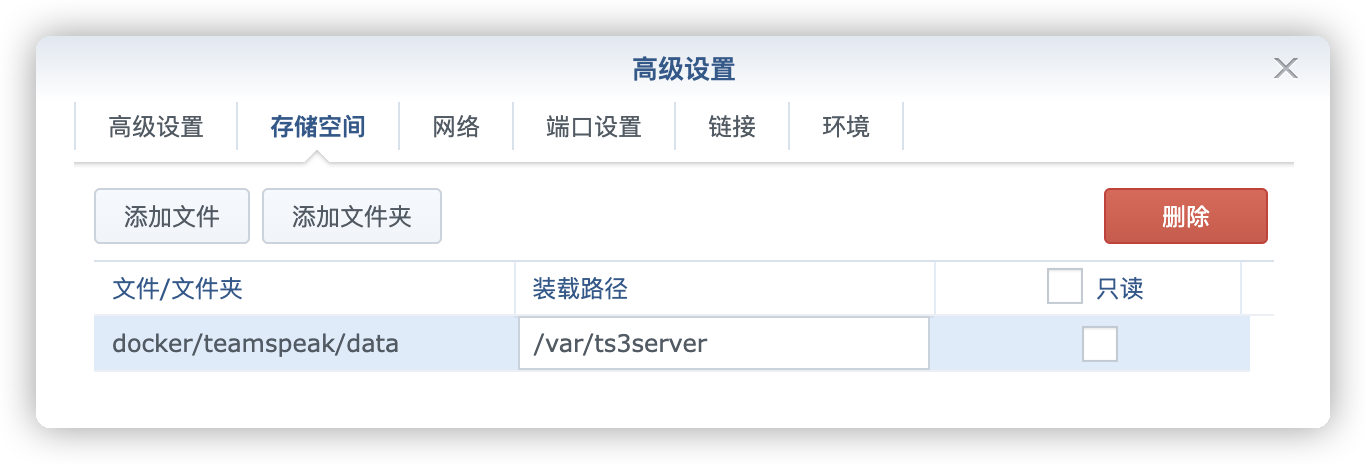 高级设置
高级设置 存储空间 网络 端口设置 链接 环境
添加文件 添加文件夹 删除
文件/文件夹 装载路径 只读
docker/teamspeak/data /var/ts3server